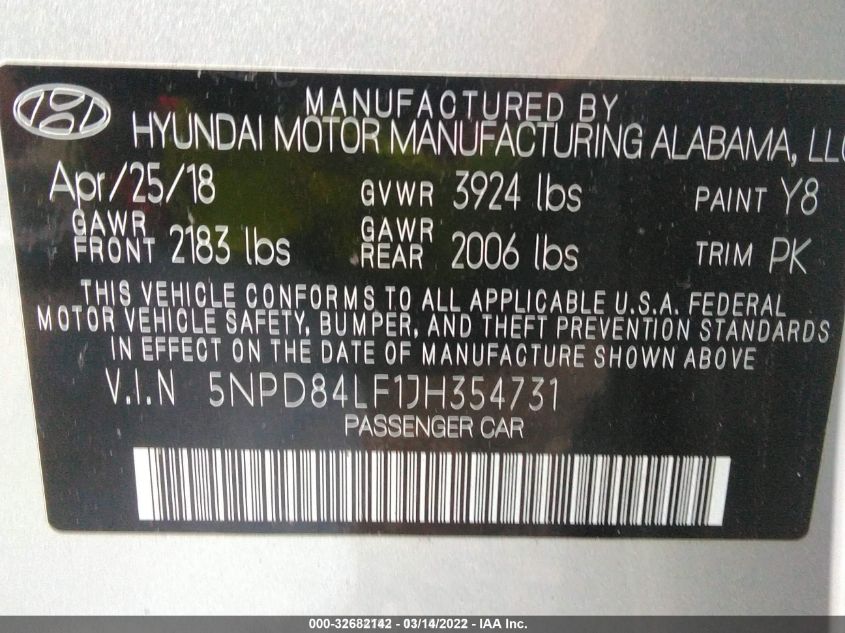 MANUFACTURED BY
HYUNDAI MOTOR MANUFACTURING ALABAMA, LLC
Apr/25/18 GVWR 3924 lbs PAINT Y8
GAWR FRONT 2183 lbs GAWR REAR 2006 lbs TRIM PK
THIS VEHICLE CONFORMS TO ALL APPLICABLE U.S.A. FEDERAL
MOTOR VEHICLE SAFETY, BUMPER, AND THEFT PREVENTION STANDARDS
IN EFFECT ON THE DATE OF MANUFACTURE SHOWN ABOVE
V.I.N 5NPD84LF1JH354731
PASSENGER CAR
000-32682142 - 03/14/2022 - IAA Inc.